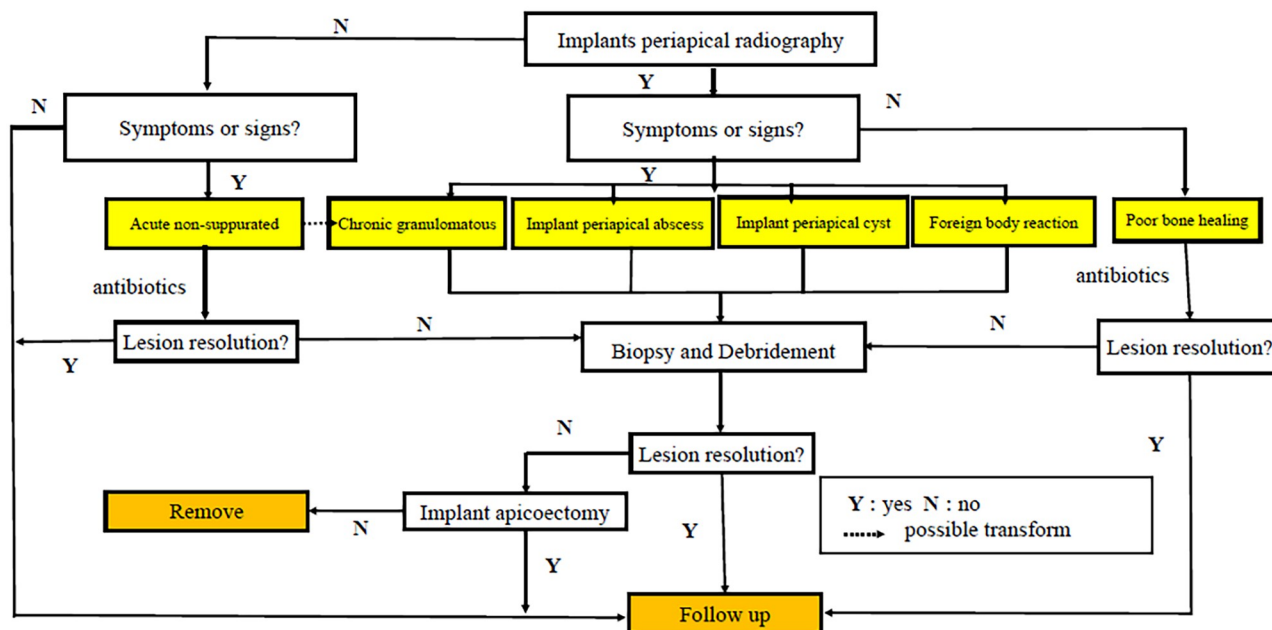 N
Implants periapical radiography
Y
N
Symptoms or signs?
Symptoms or signs?
N
Y
Y
Acute non-suppurated
Chronic granulomatous
Implant periapical abscess
Implant periapical cyst
Foreign body reaction
Poor bone healing
antibiotics
antibiotics
Lesion resolution?
N
Biopsy and Debridement
N
Lesion resolution?
Y
N
Lesion resolution?
Y
Remove
N
Implant apicoectomy
Y
Y
Y : yes N : no
possible transform
Follow up